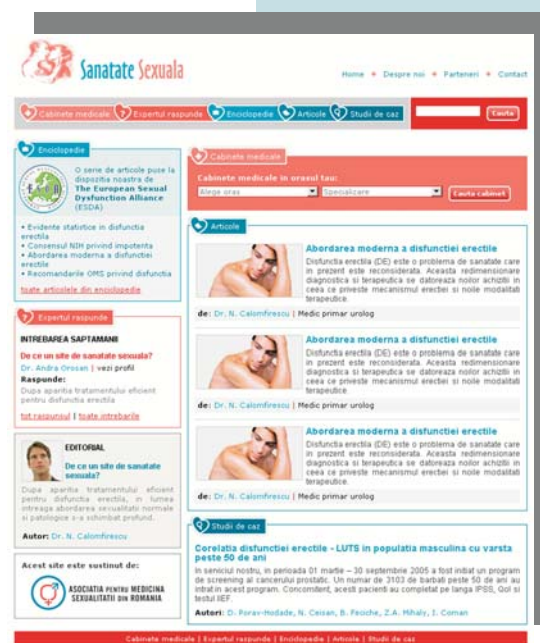 Sanatate Sexuala
Home + Despre noi + Parteneri + Contact
Cabinete medicale Expertul raspunde Enciclopedie Articole Studii de caz Cauta
Enciclopedie
O serie de articole puse la
dispozitia noastra de
The European Sexual
Dysfunction Alliance
(ESDA)
• Evidente statistice in disfunctia
erectila
• Consensul NIH privind impotenta
• Abordarea moderna a disfunctiei
erectile
• Recomandarile OMS privind disfunctia
toate articolele din enciclopedie
Expertul raspunde
INTREBAREA SAPTAMANII
De ce un site de sanatate sexuala?
Dr. Andra Orosan | vezi profil
Raspunde:
Dupa aparitia tratamentului eficient
pentru disfunctia erectila
tot raspunsul | toate intrebarile
EDITORIAL
De ce un site de sanatate
sexuala?
Dupa aparitia tratamentului eficient
pentru disfunctia erectila, in lumea
intreaga abordarea sexualitatii normale
si patologice s-a schimbat profund.
Autor: Dr. N. Calomfirescu
Acest site este sustinut de:
ASOCIATIA PENTRU MEDICINA
SEXUALITATII DIN ROMANIA
Cabinete medicale
Cabinete medicale in orasul tau:
Alege oras Specializare Cauta cabinet
Articole
Abordarea moderna a disfunctiei erectile
Disfunctia erectila (DE) este o problema de sanatate care
in prezent este reconsiderata. Aceasta redimensionare
diagnostica si terapeutica se datoreaza noilor achizitii in
ceea ce priveste mecanismul erectiei si noile modalitati
terapeutice.
de: Dr. N. Calomfirescu | Medic primar urolog
Abordarea moderna a disfunctiei erectile
Disfunctia erectila (DE) este o problema de sanatate care
in prezent este reconsiderata. Aceasta redimensionare
diagnostica si terapeutica se datoreaza noilor achizitii in
ceea ce priveste mecanismul erectiei si noile modalitati
terapeutice.
de: Dr. N. Calomfirescu | Medic primar urolog
Abordarea moderna a disfunctiei erectile
Disfunctia erectila (DE) este o problema de sanatate care
in prezent este reconsiderata. Aceasta redimensionare
diagnostica si terapeutica se datoreaza noilor achizitii in
ceea ce priveste mecanismul erectiei si noile modalitati
terapeutice.
de: Dr. N. Calomfirescu | Medic primar urolog
Studii de caz
Corelatia disfunctiei erectile - LUTS in populatia masculina cu varsta
peste 50 de ani
In seniciul nostru, in perioada 01 martie – 30 septembrie 2005 a fost initiat un program
de screening al cancerului prostatic. Un numar de 3103 de barbati peste 50 de ani au
intrat in acest program. Concomitent, acesti pacienti au completat pe langa IPSS, Qol si
testul IIEF.
Autori: D. Porav-Hodade, N. Ceisan, B. Feciche, Z.A. Mihaly, I. Coman
Cabinete medicale | Expertul raspunde | Enciclopedie | Articole | Studii de caz